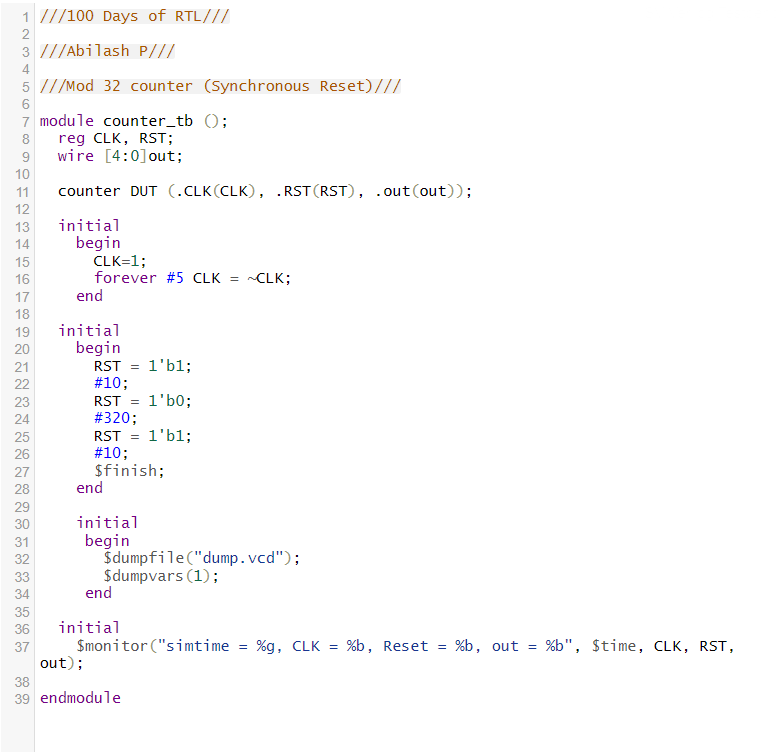 1 ///100 Days of RTL///
2
3 ///Abilash P///
4
5 ///Mod 32 counter (Synchronous Reset)///
6
7 module counter_tb ();
8   reg CLK, RST;
9   wire [4:0]out;
10
11   counter DUT (.CLK(CLK), .RST(RST), .out(out));
12
13   initial
14     begin
15       CLK=1;
16       forever #5 CLK = ~CLK;
17     end
18
19   initial
20     begin
21       RST = 1'b1;
22       #10;
23       RST = 1'b0;
24       #320;
25       RST = 1'b1;
26       #10;
27       $finish;
28     end
29
30     initial
31      begin
32        $dumpfile("dump.vcd");
33        $dumpvars(1);
34      end
35
36   initial
37     $monitor("simtime = %g, CLK = %b, Reset = %b, out = %b", $time, CLK, RST,
out);
38
39 endmodule